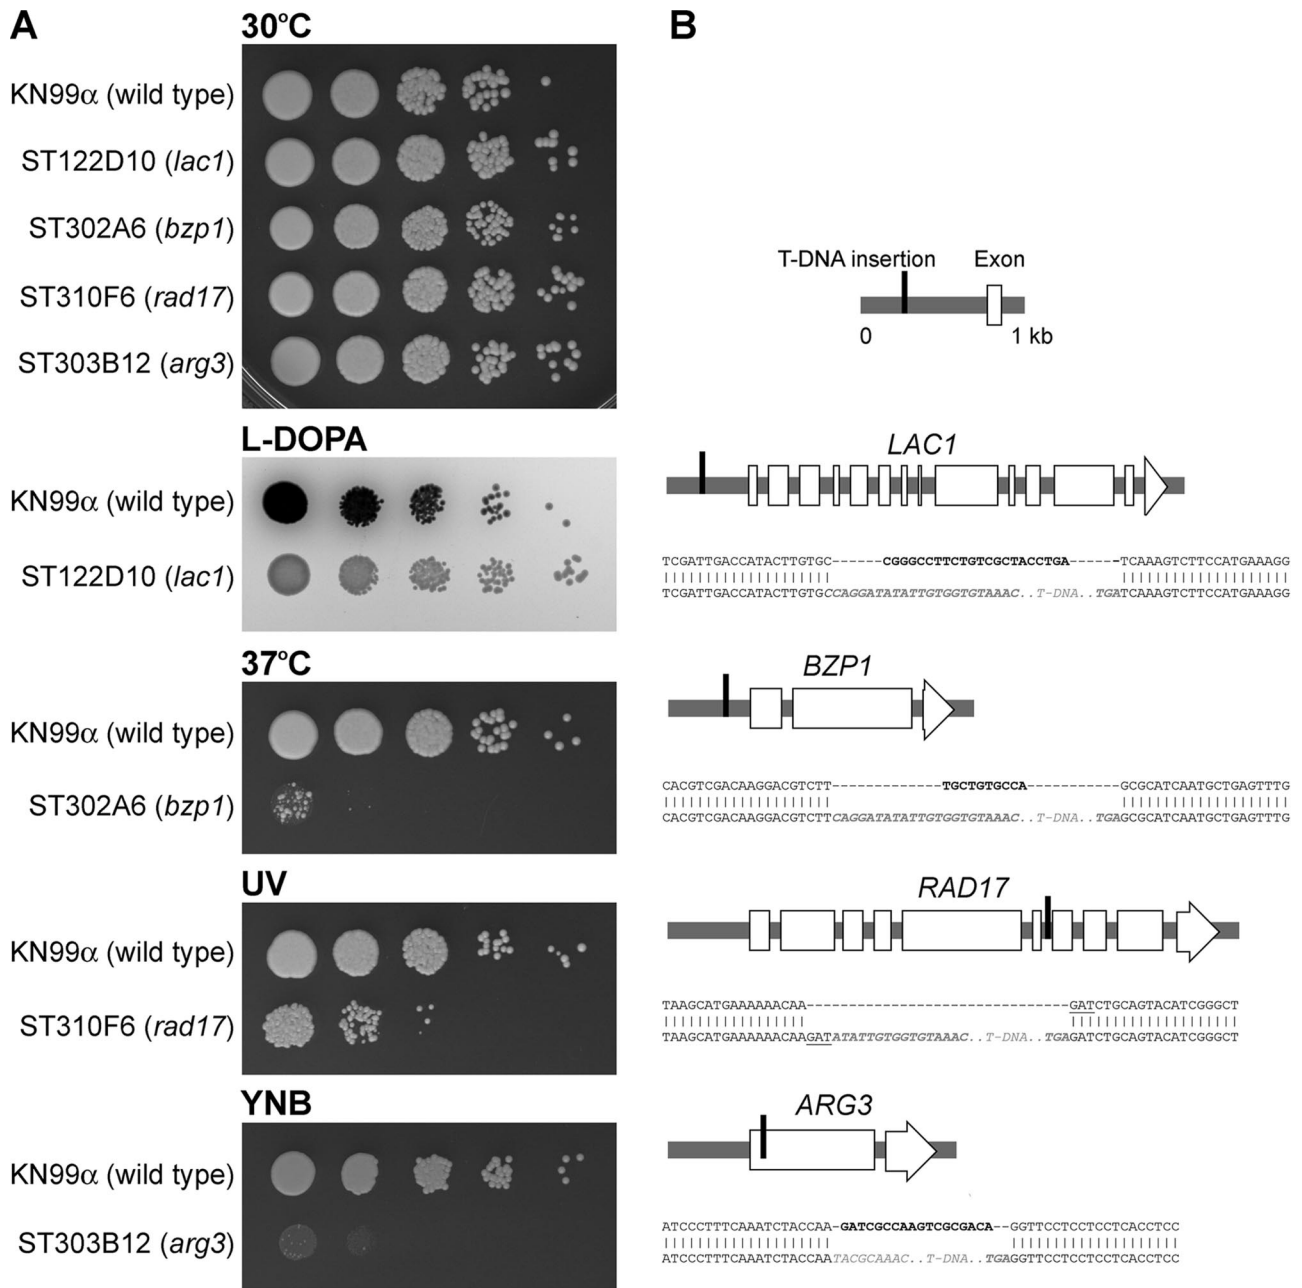 A
30°C
KN99α (wild type)
ST122D10 (lac1)
ST302A6 (bzp1)
ST310F6 (rad17)
ST303B12 (arg3)
L-DOPA
KN99α (wild type)
ST122D10 (lac1)
37°C
KN99α (wild type)
ST302A6 (bzp1)
UV
KN99α (wild type)
ST310F6 (rad17)
YNB
KN99α (wild type)
ST303B12 (arg3)
B
T-DNA insertion Exon
0 1 kb
LAC1
TCGATTGACCATACTTGTGC------CGGGCCTTCTGTCGCTACCTGA------TCAAAGTCTTCCATGAAAGG
TCGATTGACCATACTTGTGCCCAGGATATATTGTGGTGTAAAC..T-DNA..TGATCAAAGTCTTCCATGAAAGG
BZP1
CACGTCGACAAGGACGTCTT-------------TGCTGTGCCA-----------GCGCATCAATGCTGAGTTTG
CACGTCGACAAGGACGTCTTCAGGATATATTGTGGTGTAAAC..T-DNA..TGAGCGCATCAATGCTGAGTTTG
RAD17
TAAGCATGAAAAAACAA--------------------------------GATCTGCAGTACATCGGGCT
TAAGCATGAAAAAACAAGATATATTGTGGTGTAAAC..T-DNA..TGAGATCTGCAGTACATCGGGCT
ARG3
ATCCCTTTCAAATCTACCAA-GATCGCCAAGTCGCGACA--GGTTCCTCCTCCTCACCTCC
ATCCCTTTCAAATCTACCAATACGCAAAC..T-DNA..TGAGGTTCCTCCTCCTCACCTCC